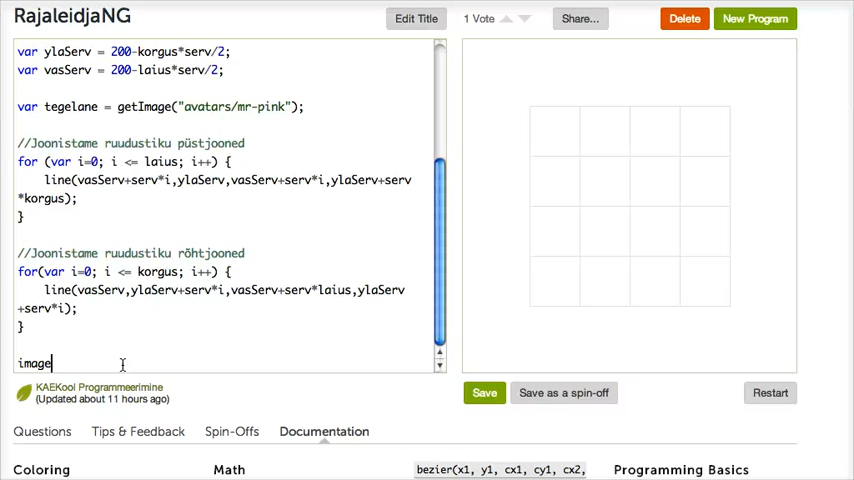 RajaleidjaNG
Edit Title
1 Vote
Share...
Delete
New Program
var ylaServ = 200-korgus*serv/2;
var vasServ = 200-laius*serv/2;
var tegelane = getImage("avatars/mr-pink");
//Joonistame ruudustiku püstjooned
for (var i=0; i <= laius; i++) {
line(vasServ+serv*i,ylaServ,vasServ+serv*i,ylaServ+serv
*korgus);
}
//Joonistame ruudustiku rõhtjooned
for(var i=0; i <= korgus; i++) {
line(vasServ,ylaServ+serv*i,vasServ+serv*laius,ylaServ
+serv*i);
}
image
KAEKool Programmeerimine
(Updated about 11 hours ago)
Save
Save as a spin-off
Restart
Questions
Tips & Feedback
Spin-Offs
Documentation
Coloring
Math
bezier(x1, y1, cx1, cy1, cx2,
Programming Basics